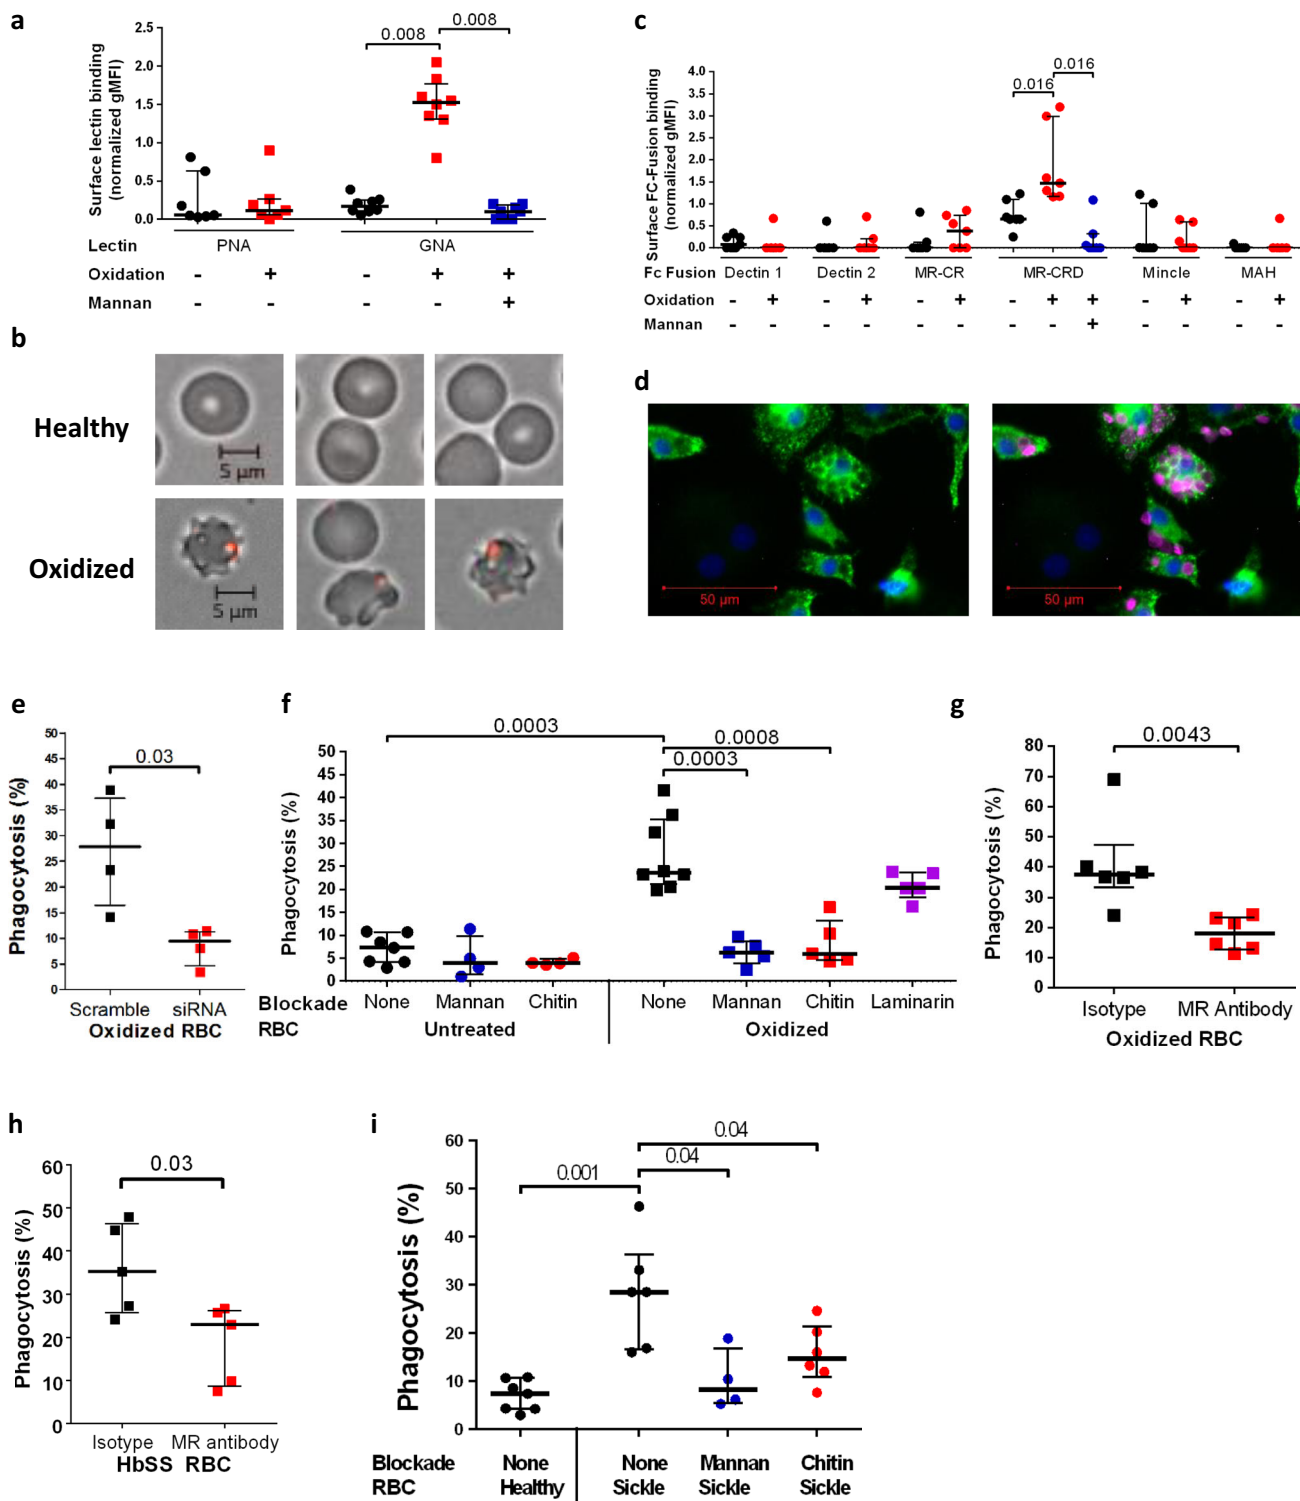 a
Surface lectin binding
(normalized gMFI)
2.5
2.0
1.5
1.0
0.5
0.0
0.008
0.008
Lectin PNA GNA
Oxidation - + - + +
Mannan - - - - +
c
Surface FC-Fusion binding
(normalized gMFI)
4.0
3.5
3.0
2.5
2.0
1.5
1.0
0.5
0.0
0.016
0.016
Fc Fusion Dectin 1 Dectin 2 MR-CR MR-CRD Mincle MAH
Oxidation - + - + - + - + + - + - +
Mannan - - - - - - - - + - - - -
b
Healthy
5 µm
Oxidized
5 µm
d
50 µm
50 µm
e
Phagocytosis (%)
50
45
40
35
30
25
20
15
10
5
0
0.03
Scramble siRNA
Oxidized RBC
f
Phagocytosis (%)
50
45
40
35
30
25
20
15
10
5
0
0.0003
0.0008
0.0003
Blockade None Mannan Chitin None Mannan Chitin Laminarin
RBC Untreated Oxidized
g
Phagocytosis (%)
80
70
60
50
40
30
20
10
0
0.0043
Isotype MR Antibody
Oxidized RBC
h
Phagocytosis (%)
60
50
40
30
20
10
0
0.03
Isotype MR antibody
HbSS RBC
i
Phagocytosis (%)
60
50
40
30
20
10
0
0.001
0.04
0.04
Blockade None None Mannan Chitin
RBC Healthy Sickle Sickle Sickle